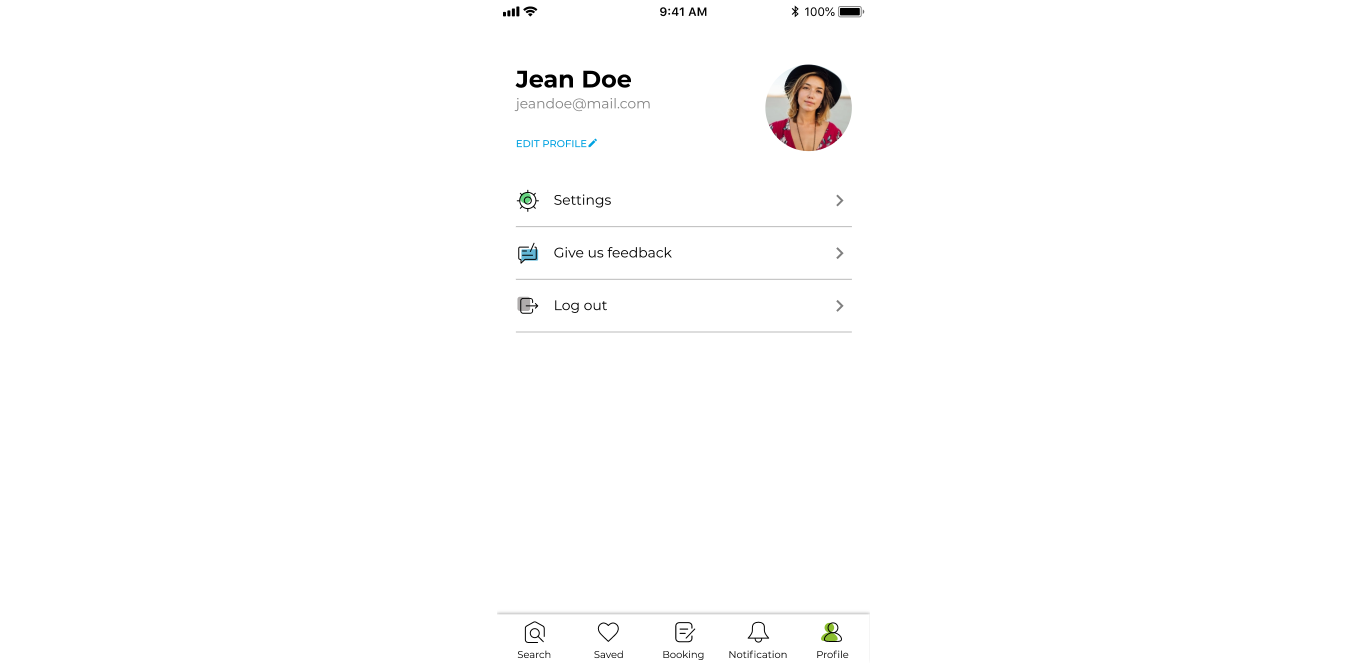 9:41 AM
100%
Jean Doe
jeandoe@mail.com
EDIT PROFILE
Settings
Give us feedback
Log out
Search
Saved
Booking
Notification
Profile